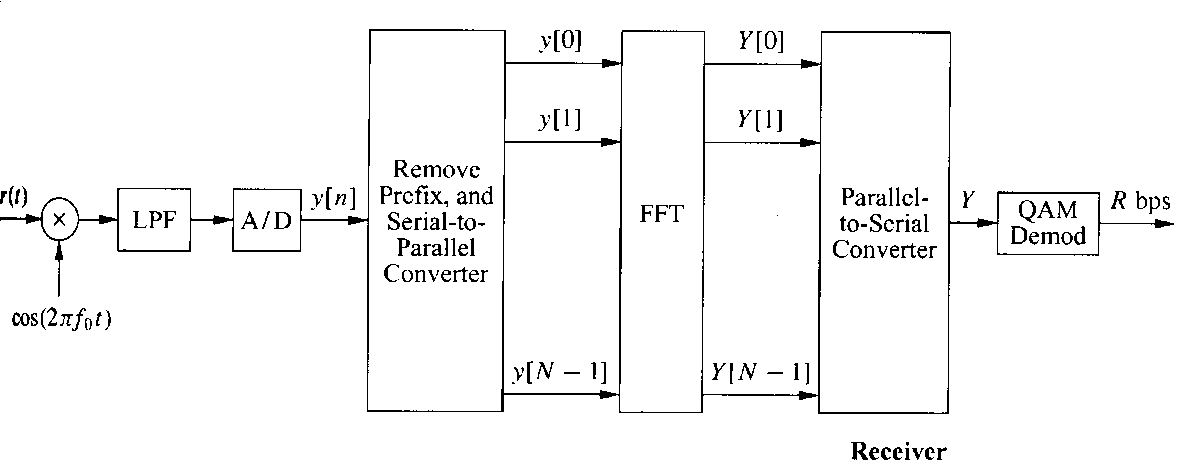 r(t)
×
cos(2πf₀t)
LPF
A/D
y[n]
Remove
Prefix, and
Serial-to-
Parallel
Converter
y[0]
y[1]
y[N − 1]
FFT
Y[0]
Y[1]
Y[N − 1]
Parallel-
to-Serial
Converter
Y
QAM
Demod
R bps
Receiver